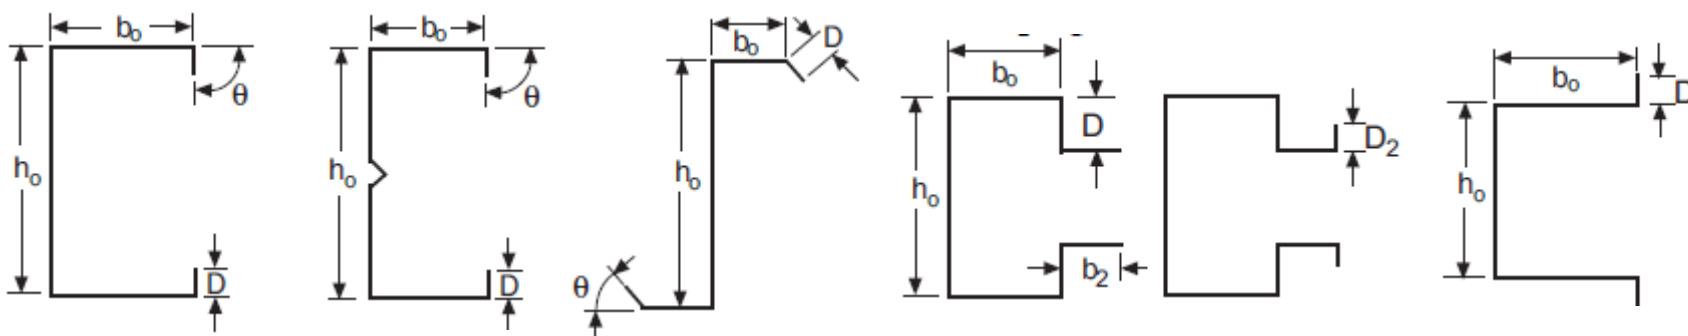 b₀ b₀ b₀ D b₀ b₀
θ θ D D₂ D
h₀ h₀ h₀ h₀ h₀
D D θ b₂